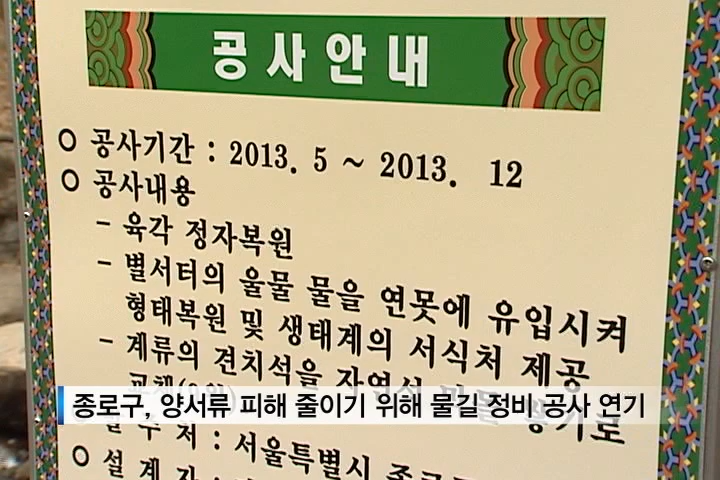 공사안내
○ 공사기간 : 2013. 5 ~ 2013. 12
○ 공사내용
- 육각 정자복원
- 별서터의 우물 물을 연못에 유입시켜
형태복원 및 생태계의 서식처 제공
- 계류의 견치석을 자연석
종로구, 양서류 피해 줄이기 위해 물길 정비 공사 연기
: 서울특별시 종로
○ 설계자 :